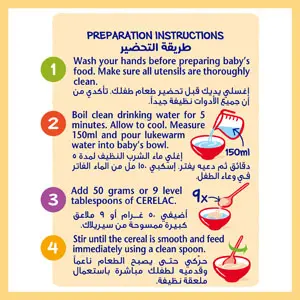 PREPARATION INSTRUCTIONS
طريقة التحضير
1
Wash your hands before preparing baby's
food. Make sure all utensils are thoroughly
clean.
إغسلي يديك قبل تحضير طعام طفلك. تأكدي من
أن جميع الأدوات نظيفة جيداً.
2
Boil clean drinking water for 5
minutes. Allow to cool. Measure
150ml and pour lukewarm
water into baby's bowl.
150ml
إغلي ماء الشرب النظيف لمدة ٥
دقائق ثم دعيه يفتر. إسكبي ١٥٠ مل من الماء الفاتر
في وعاء الطفل.
3
Add 50 grams or 9 level
tablespoons of CERELAC.
9x
أضيفي ٥٠ غرام أو ٩ ملاعق
كبيرة ممسوحة من سيريلاك.
4
Stir until the cereal is smooth and feed
immediately using a clean spoon.
حركي حتى يصبح الطعام ناعماً
وقدميه لطفلك مباشرة باستعمال
ملعقة نظيفة.